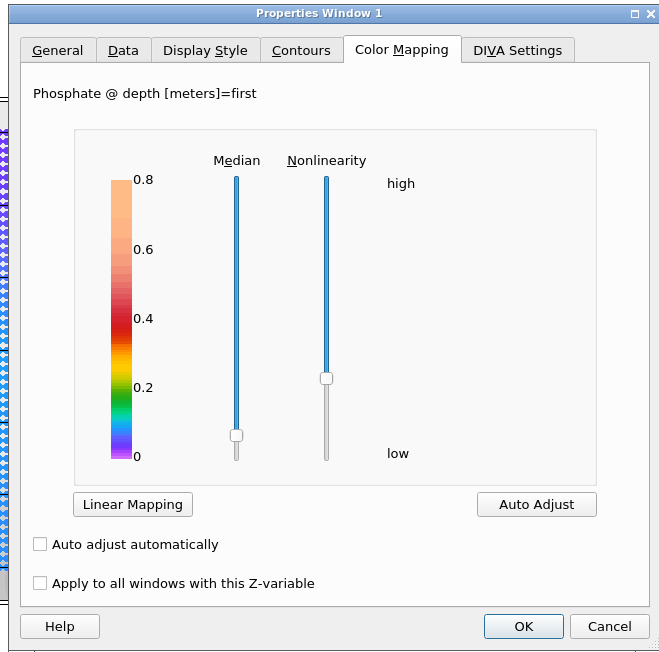 Properties Window 1
General Data Display Style Contours Color Mapping DIVA Settings
Phosphate @ depth [meters]=first
Median Nonlinearity
0.8 high
0.6
0.4
0.2
0 low
Linear Mapping Auto Adjust
Auto adjust automatically
Apply to all windows with this Z-variable
Help OK Cancel